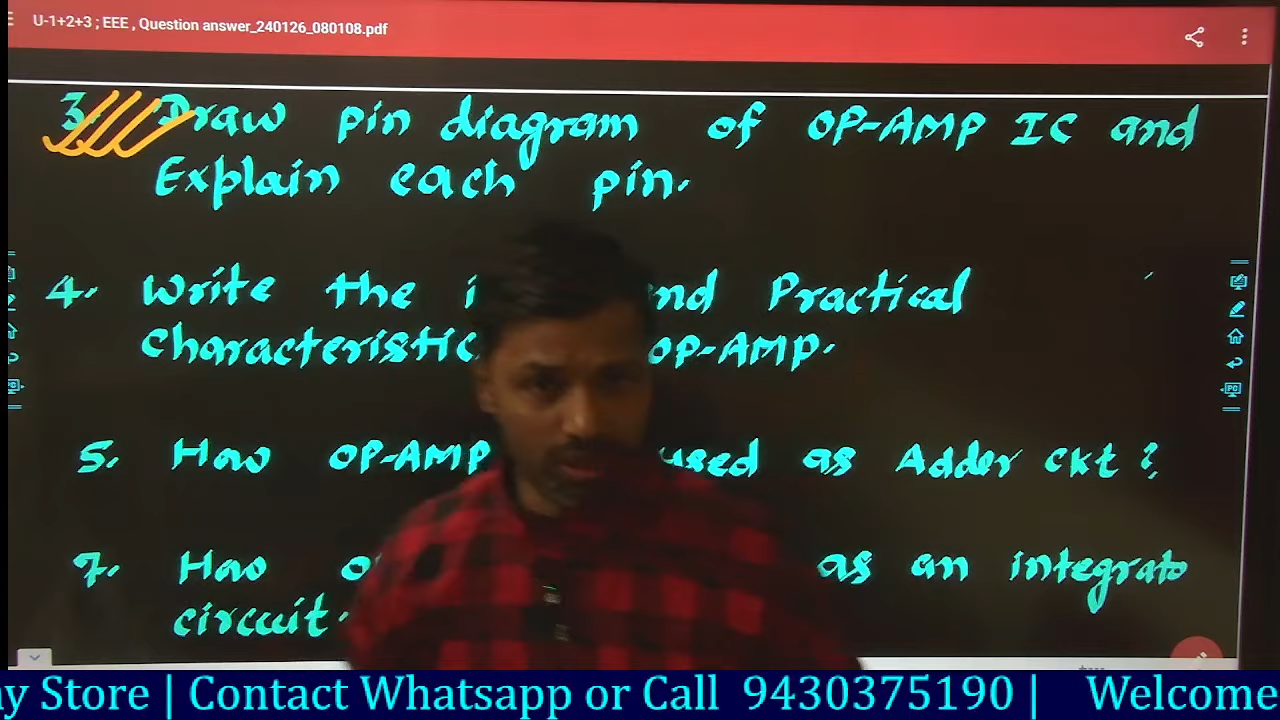 U-1+2+3 ; EEE , Question answer_240126_080108.pdf
3. Draw pin diagram of OP-AMP IC and
Explain each pin.
4. Write the and Practical
characteristic OP-AMP.
5. How OP-AMP used as Adder ckt ?
7. How as an integrato
circuit.
ny Store | Contact Whatsapp or Call 9430375190 | Welcome